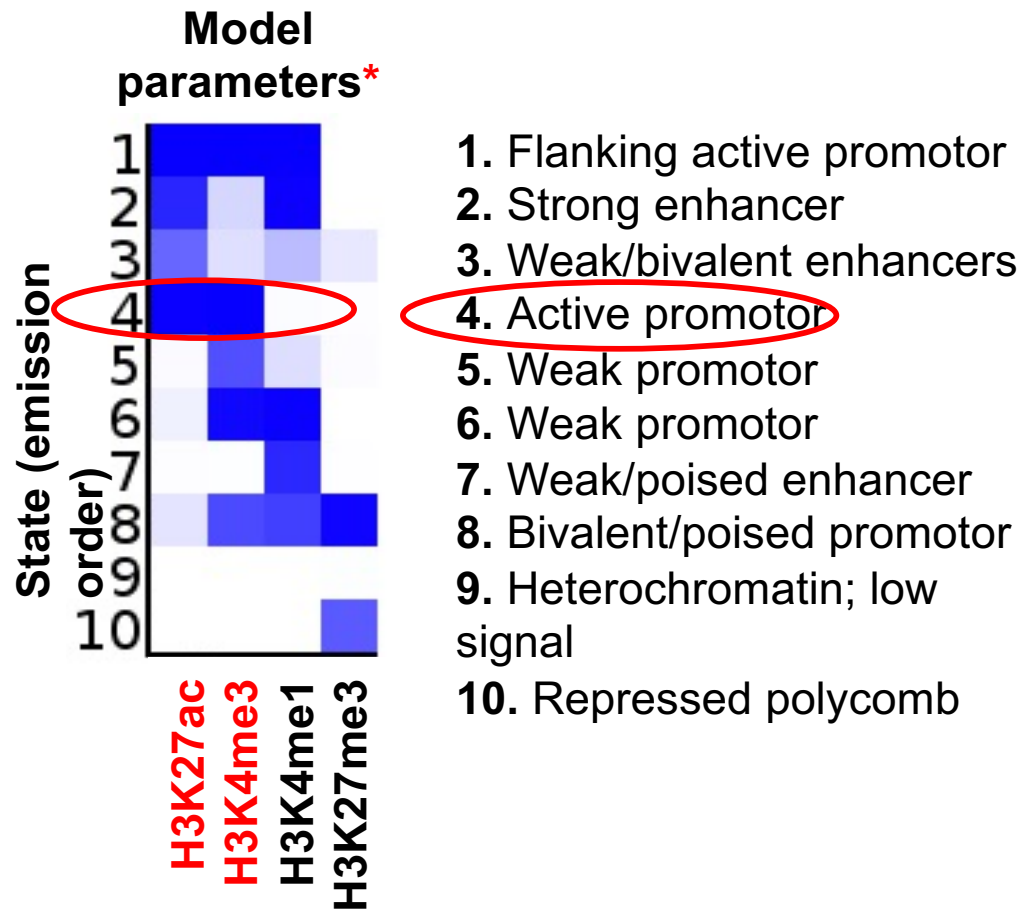 Model
parameters*
State (emission
order)
1
2
3
4
5
6
7
8
9
10
H3K27ac
H3K4me3
H3K4me1
H3K27me3
1. Flanking active promotor
2. Strong enhancer
3. Weak/bivalent enhancers
4. Active promotor
5. Weak promotor
6. Weak promotor
7. Weak/poised enhancer
8. Bivalent/poised promotor
9. Heterochromatin; low
signal
10. Repressed polycomb